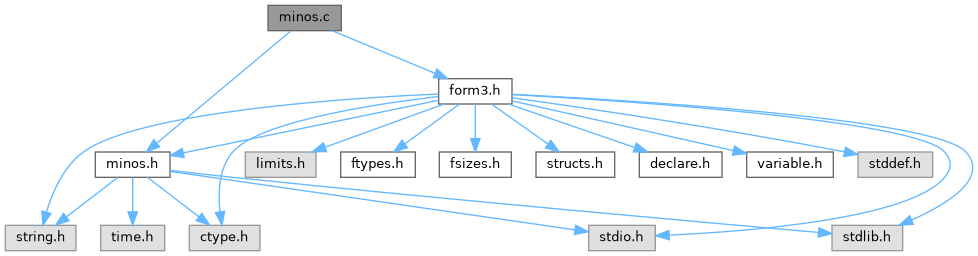 minos.c
form3.h
minos.h
limits.h
ftypes.h
fsizes.h
structs.h
declare.h
variable.h
stddef.h
string.h
time.h
ctype.h
stdio.h
stdlib.h